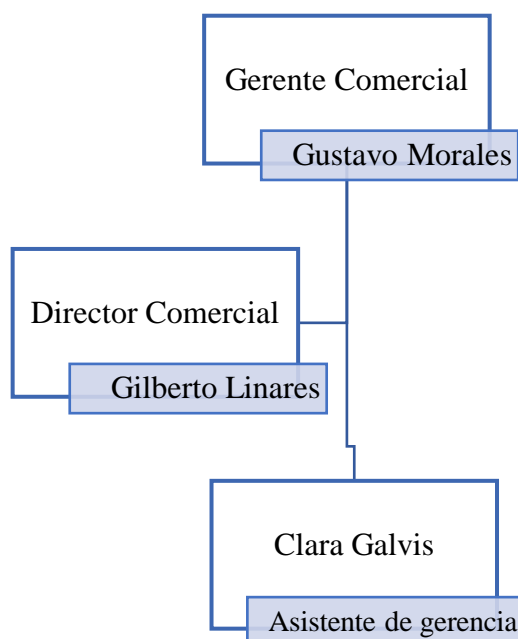 Gerente Comercial
Gustavo Morales
Director Comercial
Gilberto Linares
Clara Galvis
Asistente de gerencia